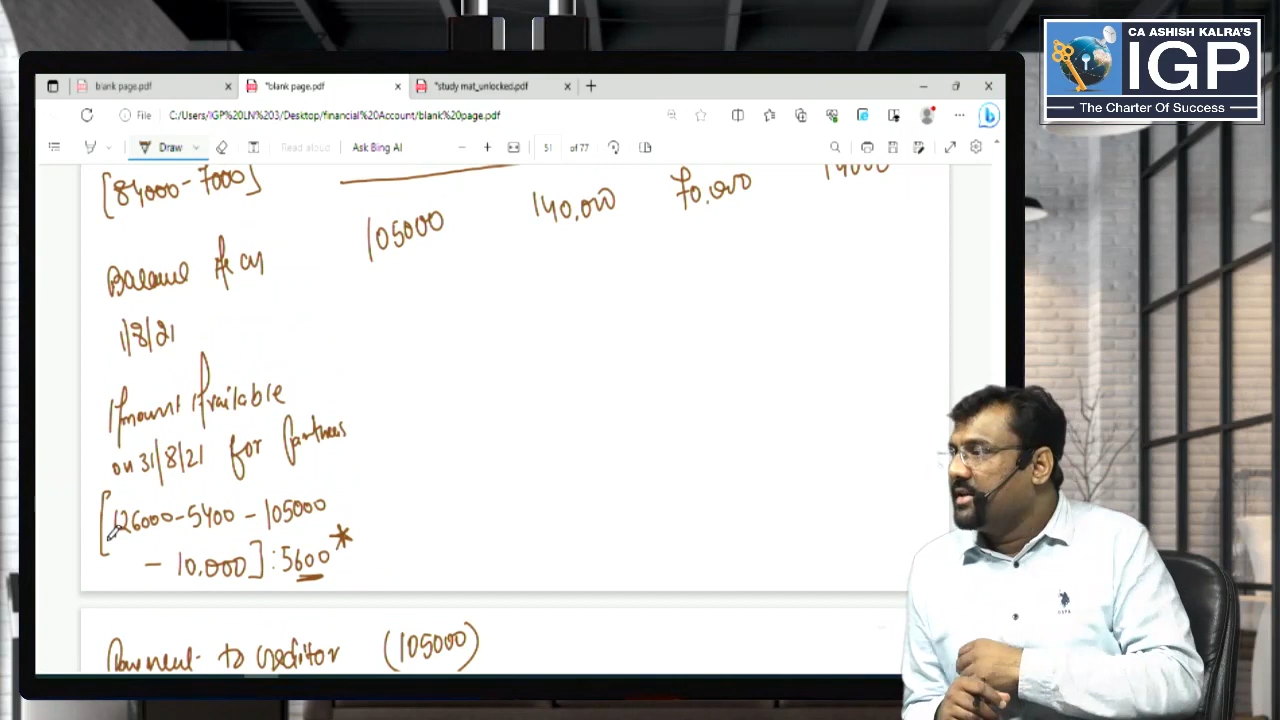 CA ASHISH KALRA'S
IGP
The Charter Of Success
blank page.pdf
*blank page.pdf
*study mat_unlocked.pdf
File
C:/Users/IGP%20LN%203/Desktop/financial%20Account/blank%20page.pdf
Draw
Read aloud
Ask Bing AI
51 of 77
[84000-7000]
14000
105000 140,000 70,000
Balance
1/8/21
Amount Available
on 31/8/21 for Partners
[126000-5400-105000
- 10,000] : 5600*
Payment to creditor (105000)